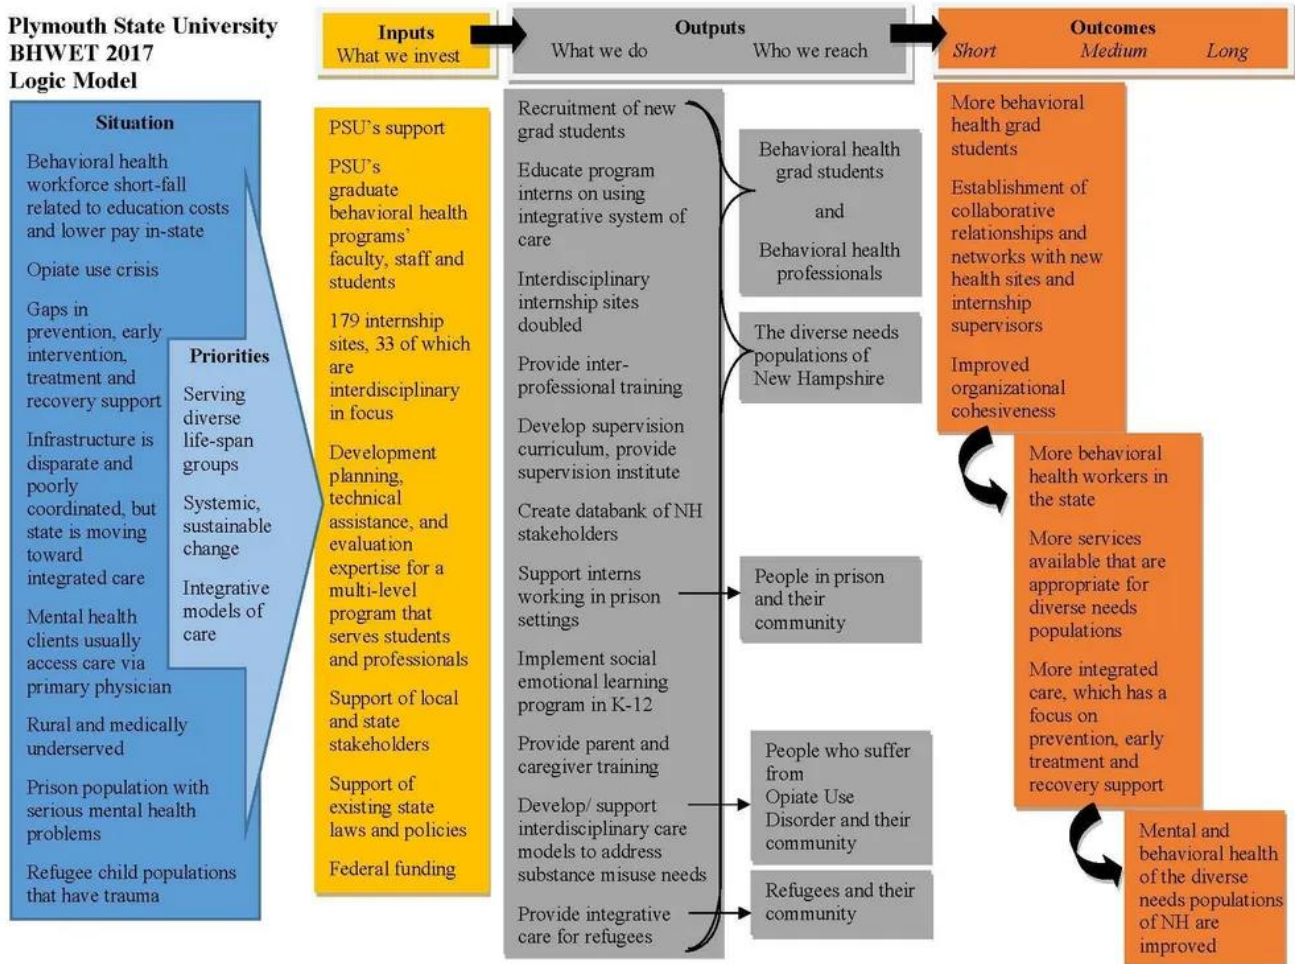 Plymouth State University
BHWET 2017
Logic Model
Situation
Behavioral health
workforce short-fall
related to education costs
and lower pay in-state
Opiate use crisis
Gaps in
prevention, early
intervention,
treatment and
recovery support
Infrastructure is
disparate and
poorly
coordinated, but
state is moving
toward
integrated care
Mental health
clients usually
access care via
primary physician
Rural and medically
underserved
Prison population with
serious mental health
problems
Refugee child populations
that have trauma
Priorities
Serving
diverse
life-span
groups
Systemic,
sustainable
change
Integrative
models of
care
Inputs
What we invest
PSU's support
PSU's
graduate
behavioral health
programs'
faculty, staff and
students
179 internship
sites, 33 of which
are
interdisciplinary
in focus
Development
planning,
technical
assistance, and
evaluation
expertise for a
multi-level
program that
serves students
and professionals
Support of local
and state
stakeholders
Support of
existing state
laws and policies
Federal funding
Outputs
What we do Who we reach
Recruitment of new
grad students
Educate program
interns on using
integrative system of
care
Interdisciplinary
internship sites
doubled
Provide inter-
professional training
Develop supervision
curriculum, provide
supervision institute
Create databank of NH
stakeholders
Support interns
working in prison
settings
Implement social
emotional learning
program in K-12
Provide parent and
caregiver training
Develop/ support
interdisciplinary care
models to address
substance misuse needs
Provide integrative
care for refugees
Behavioral health
grad students
and
Behavioral health
professionals
The diverse needs
populations of
New Hampshire
People in prison
and their
community
People who suffer
from
Opiate Use
Disorder and their
community
Refugees and their
community
Outcomes
Short Medium Long
More behavioral
health grad
students
Establishment of
collaborative
relationships and
networks with new
health sites and
internship
supervisors
Improved
organizational
cohesiveness
More behavioral
health workers in
the state
More services
available that are
appropriate for
diverse needs
populations
More integrated
care, which has a
focus on
prevention, early
treatment and
recovery support
Mental and
behavioral health
of the diverse
needs populations
of NH are
improved